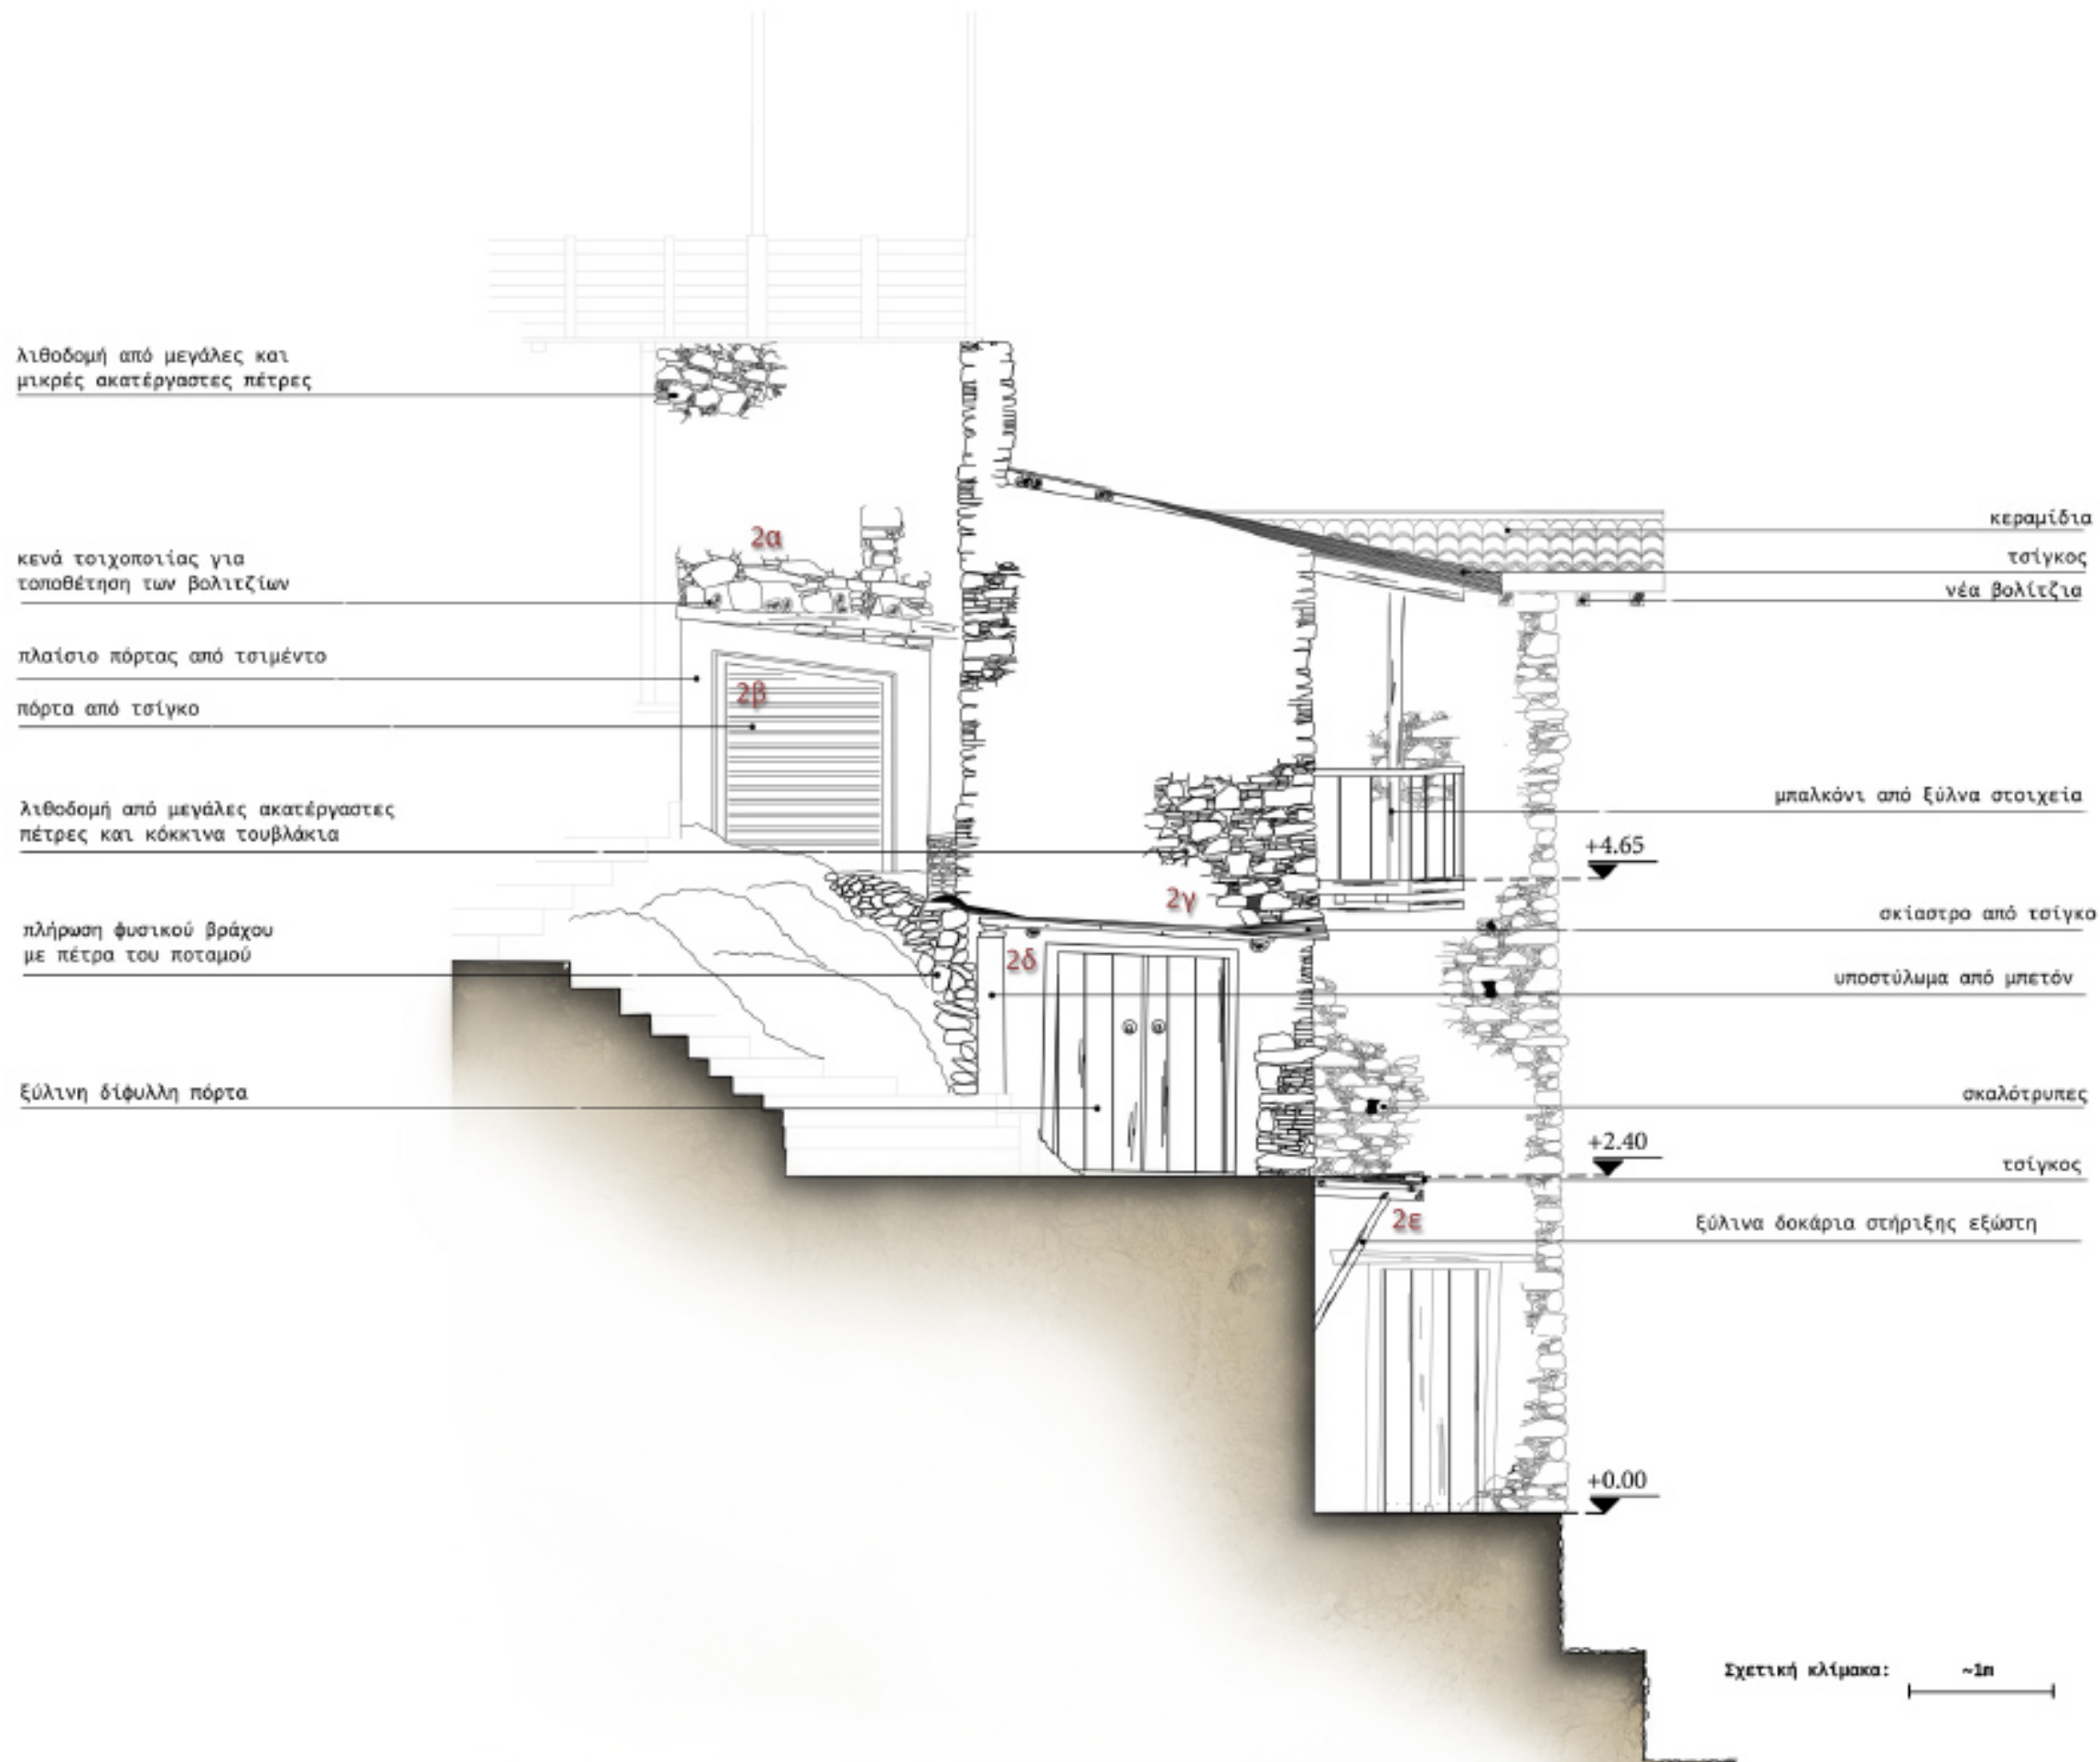 λιθοδομή από μεγάλες και
μικρές ακατέργαστες πέτρες
κενά τοιχοποιίας για
τοποθέτηση των βολιτζίων
πλαίσιο πόρτας από τσιμέντο
πόρτα από τσίγκο
λιθοδομή από μεγάλες ακατέργαστες
πέτρες και κόκκινα τουβλάκια
πλήρωση φυσικού βράχου
με πέτρα του ποταμού
ξύλινη δίφυλλη πόρτα
2α
2β
2γ
2δ
2ε
κεραμίδια
τσίγκος
νέα βολίτζια
μπαλκόνι από ξύλνα στοιχεία
+4.65
σκίαστρο από τσίγκο
υποστύλωμα από μπετόν
σκαλότρυπες
+2.40
τσίγκος
ξύλινα δοκάρια στήριξης εξώστη
+0.00
Σχετική κλίμακα: ~1m